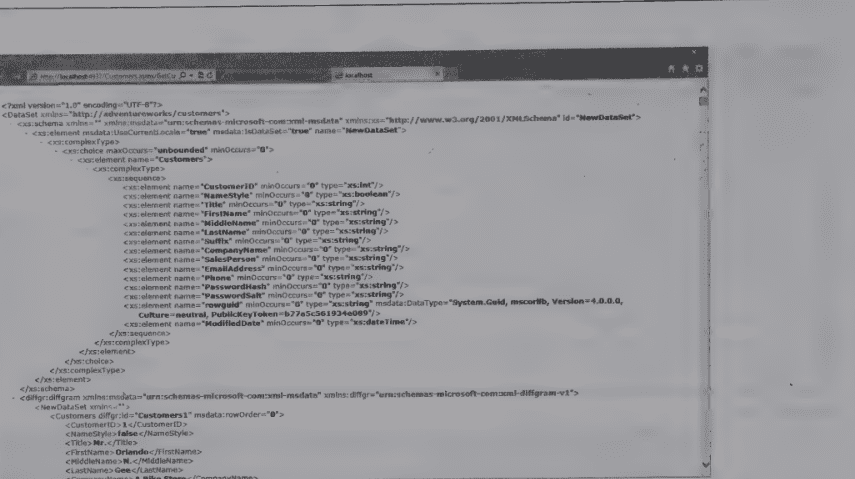 localhost
<?xml version="1.0" encoding="UTF-8"?>
<DataSet xmlns="http://adventureworks/customers">
- <xs:schema xmlns="" xmlns:msdata="urn:schemas-microsoft-com:xml-msdata" xmlns:xs="http://www.w3.org/2001/XMLSchema" id="NewDataSet">
- <xs:element msdata:UseCurrentLocale="true" msdata:IsDataSet="true" name="NewDataSet">
- <xs:complexType>
- <xs:choice maxOccurs="unbounded" minOccurs="0">
- <xs:element name="Customers">
- <xs:complexType>
- <xs:sequence>
<xs:element name="CustomerID" minOccurs="0" type="xs:int"/>
<xs:element name="NameStyle" minOccurs="0" type="xs:boolean"/>
<xs:element name="Title" minOccurs="0" type="xs:string"/>
<xs:element name="FirstName" minOccurs="0" type="xs:string"/>
<xs:element name="MiddleName" minOccurs="0" type="xs:string"/>
<xs:element name="LastName" minOccurs="0" type="xs:string"/>
<xs:element name="Suffix" minOccurs="0" type="xs:string"/>
<xs:element name="CompanyName" minOccurs="0" type="xs:string"/>
<xs:element name="SalesPerson" minOccurs="0" type="xs:string"/>
<xs:element name="EmailAddress" minOccurs="0" type="xs:string"/>
<xs:element name="Phone" minOccurs="0" type="xs:string"/>
<xs:element name="PasswordHash" minOccurs="0" type="xs:string"/>
<xs:element name="PasswordSalt" minOccurs="0" type="xs:string"/>
<xs:element name="rowguid" minOccurs="0" type="xs:string" msdata:DataType="System.Guid, mscorlib, Version=4.0.0.0,
Culture=neutral, PublicKeyToken=b77a5c561934e089"/>
<xs:element name="ModifiedDate" minOccurs="0" type="xs:dateTime"/>
</xs:sequence>
</xs:complexType>
</xs:element>
</xs:choice>
</xs:complexType>
</xs:element>
</xs:schema>
- <diffgr:diffgram xmlns:msdata="urn:schemas-microsoft-com:xml-msdata" xmlns:diffgr="urn:schemas-microsoft-com:xml-diffgram-v1">
- <NewDataSet xmlns="">
- <Customers diffgr:id="Customers1" msdata:rowOrder="0">
<CustomerID>1</CustomerID>
<NameStyle>false</NameStyle>
<Title>Mr.</Title>
<FirstName>Orlando</FirstName>
<MiddleName>N.</MiddleName>
<LastName>Gee</LastName>